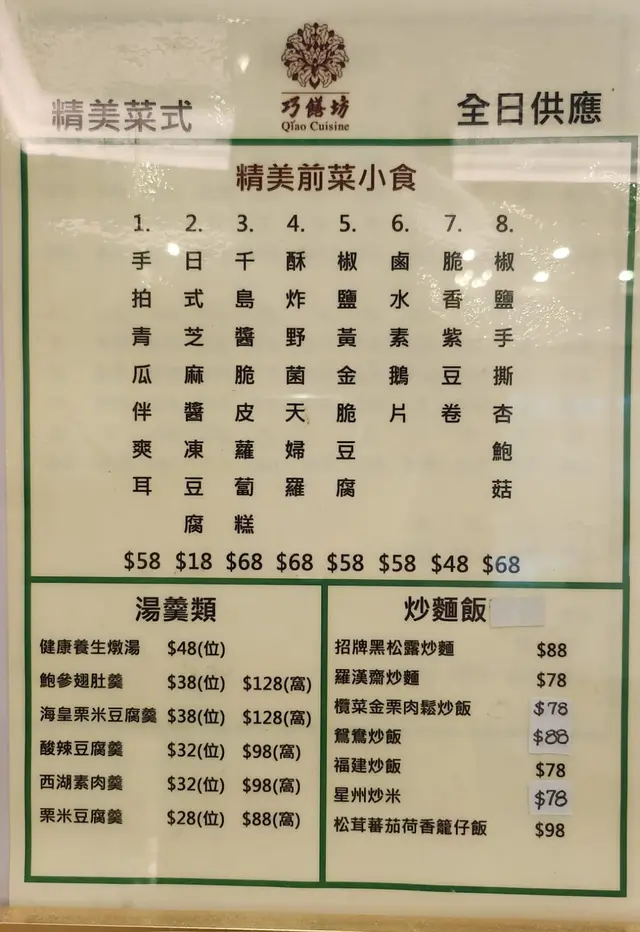 精美菜式
巧饍坊
Qiao Cuisine
全日供應
精美前菜小食
1. 手拍青瓜伴爽耳 $58
2. 日式芝麻醬凍豆腐 $18
3. 千島醬脆皮蘿蔔糕 $68
4. 酥炸野菌天婦羅 $68
5. 椒鹽黃金脆豆腐 $58
6. 鹵水素鵝片 $58
7. 脆香紫豆卷 $48
8. 椒鹽手撕杏鮑菇 $68
湯羹類
健康養生燉湯 $48(位)
鮑參翅肚羹 $38(位) $128(窩)
海皇栗米豆腐羹 $38(位) $128(窩)
酸辣豆腐羹 $32(位) $98(窩)
西湖素肉羹 $32(位) $98(窩)
栗米豆腐羹 $28(位) $88(窩)
炒麵飯
招牌黑松露炒麵 $88
羅漢齋炒麵 $78
欖菜金栗肉鬆炒飯 $78
鴛鴦炒飯 $88
福建炒飯 $78
星州炒米 $78
松茸蕃茄荷香籠仔飯 $98